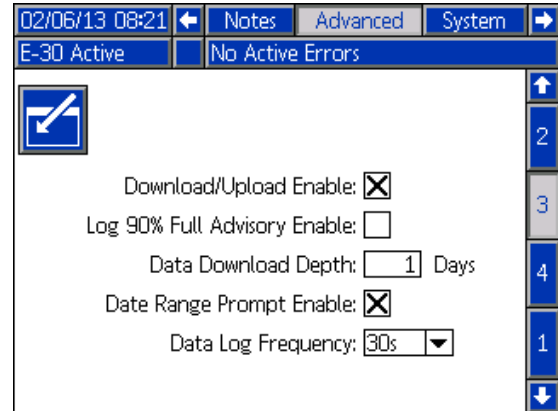 02/06/13 08:21 Notes Advanced System
E-30 Active No Active Errors
2
Download/Upload Enable:
3
Log 90% Full Advisory Enable:
Data Download Depth: 1 Days
4
Date Range Prompt Enable:
Data Log Frequency: 30s
1